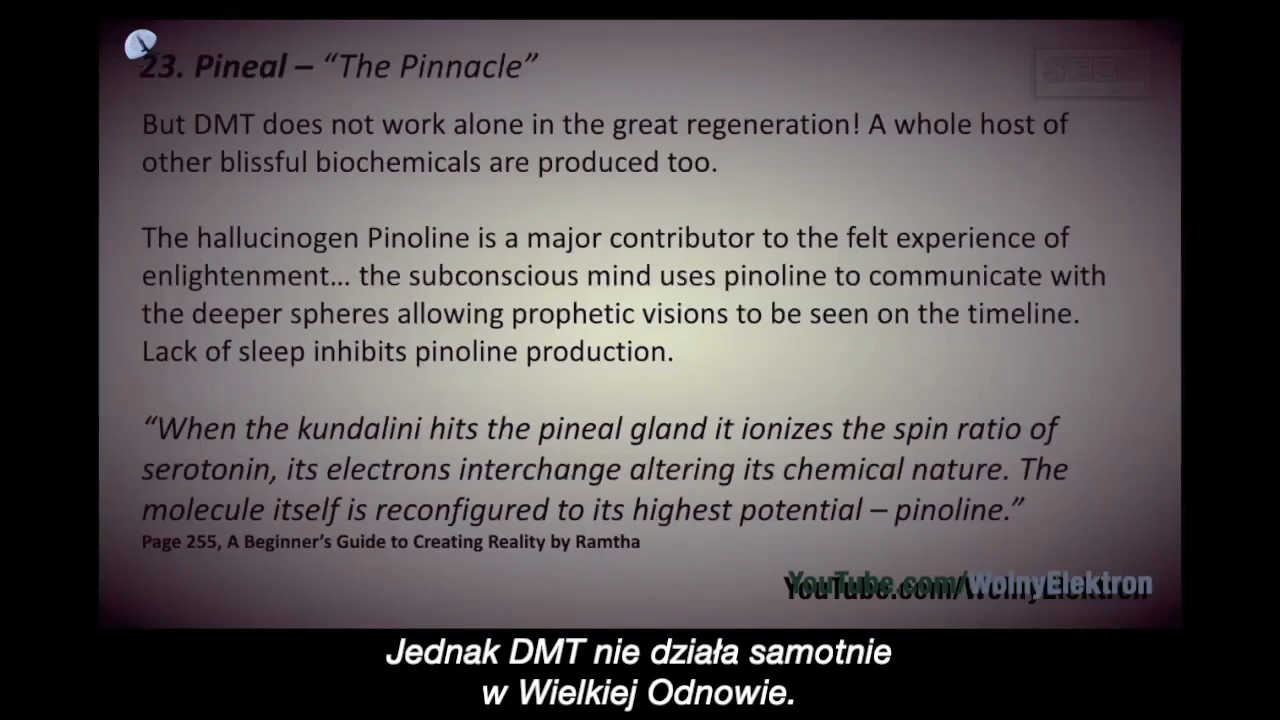 23. Pineal – “The Pinnacle”
But DMT does not work alone in the great regeneration! A whole host of
other blissful biochemicals are produced too.
The hallucinogen Pinoline is a major contributor to the felt experience of
enlightenment... the subconscious mind uses pinoline to communicate with
the deeper spheres allowing prophetic visions to be seen on the timeline.
Lack of sleep inhibits pinoline production.
“When the kundalini hits the pineal gland it ionizes the spin ratio of
serotonin, its electrons interchange altering its chemical nature. The
molecule itself is reconfigured to its highest potential – pinoline.”
Page 255, A Beginner’s Guide to Creating Reality by Ramtha
YouTube.com/WolnyElektron
Jednak DMT nie działa samotnie
w Wielkiej Odnowie.